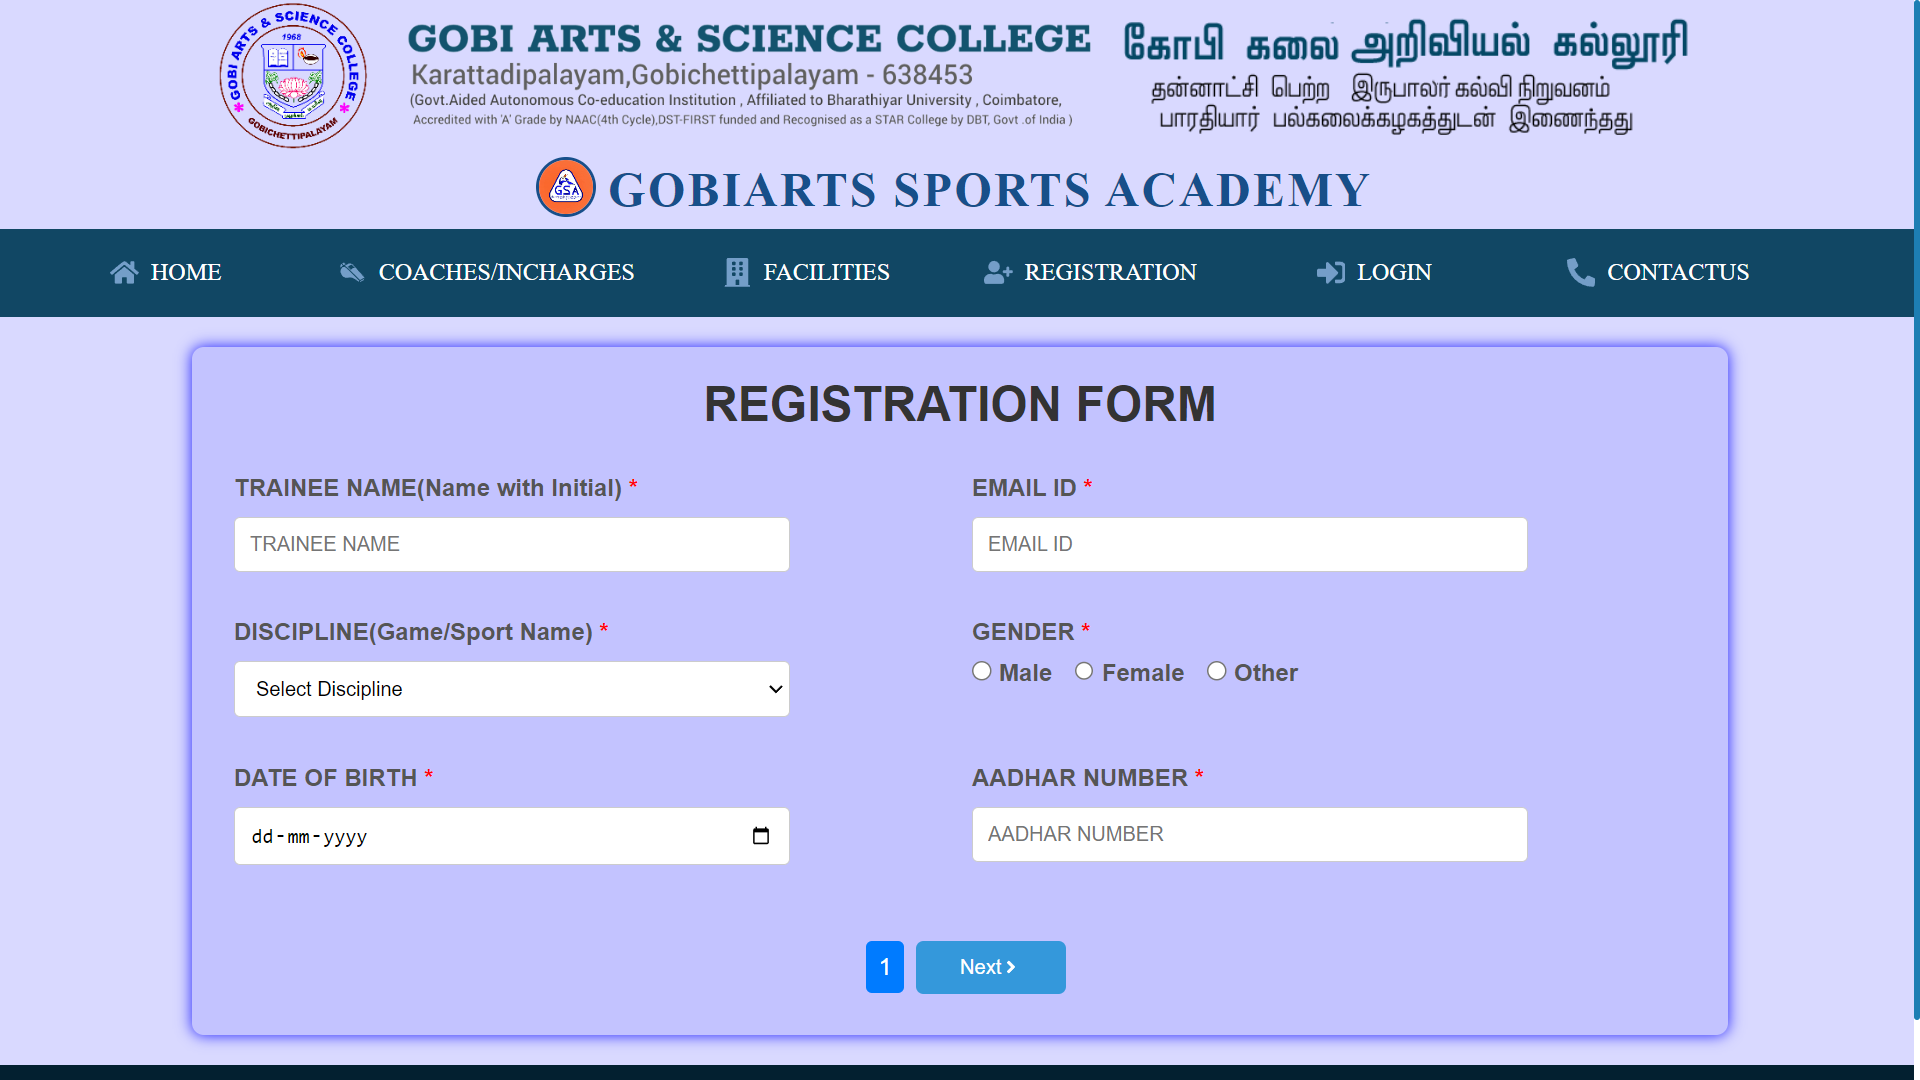 GOBI ARTS & SCIENCE COLLEGE
1968
GOBICHETTIPALAYAM
GOBI ARTS & SCIENCE COLLEGE
Karattadipalayam,Gobichettipalayam - 638453
(Govt.Aided Autonomous Co-education Institution , Affiliated to Bharathiyar University , Coimbatore,
Accredited with 'A' Grade by NAAC(4th Cycle),DST-FIRST funded and Recognised as a STAR College by DBT, Govt .of India )
கோபி கலை அறிவியல் கல்லூரி
தன்னாட்சி பெற்ற இருபாலர் கல்வி நிறுவனம்
பாரதியார் பல்கலைக்கழகத்துடன் இணைந்தது
GSA
GOBIARTS SPORTS ACADEMY
HOME
COACHES/INCHARGES
FACILITIES
REGISTRATION
LOGIN
CONTACTUS
REGISTRATION FORM
TRAINEE NAME(Name with Initial) *
TRAINEE NAME
EMAIL ID *
EMAIL ID
DISCIPLINE(Game/Sport Name) *
Select Discipline
GENDER *
Male Female Other
DATE OF BIRTH *
dd-mm-yyyy
AADHAR NUMBER *
AADHAR NUMBER
1 Next